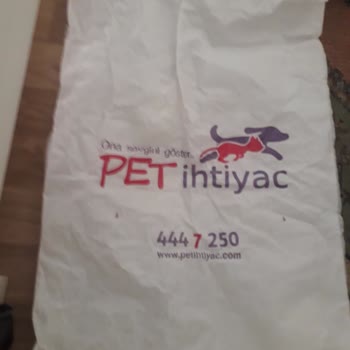 Ona sevgini göster..
PET ihtiyac
444 7 250
www.petihtiyac.com